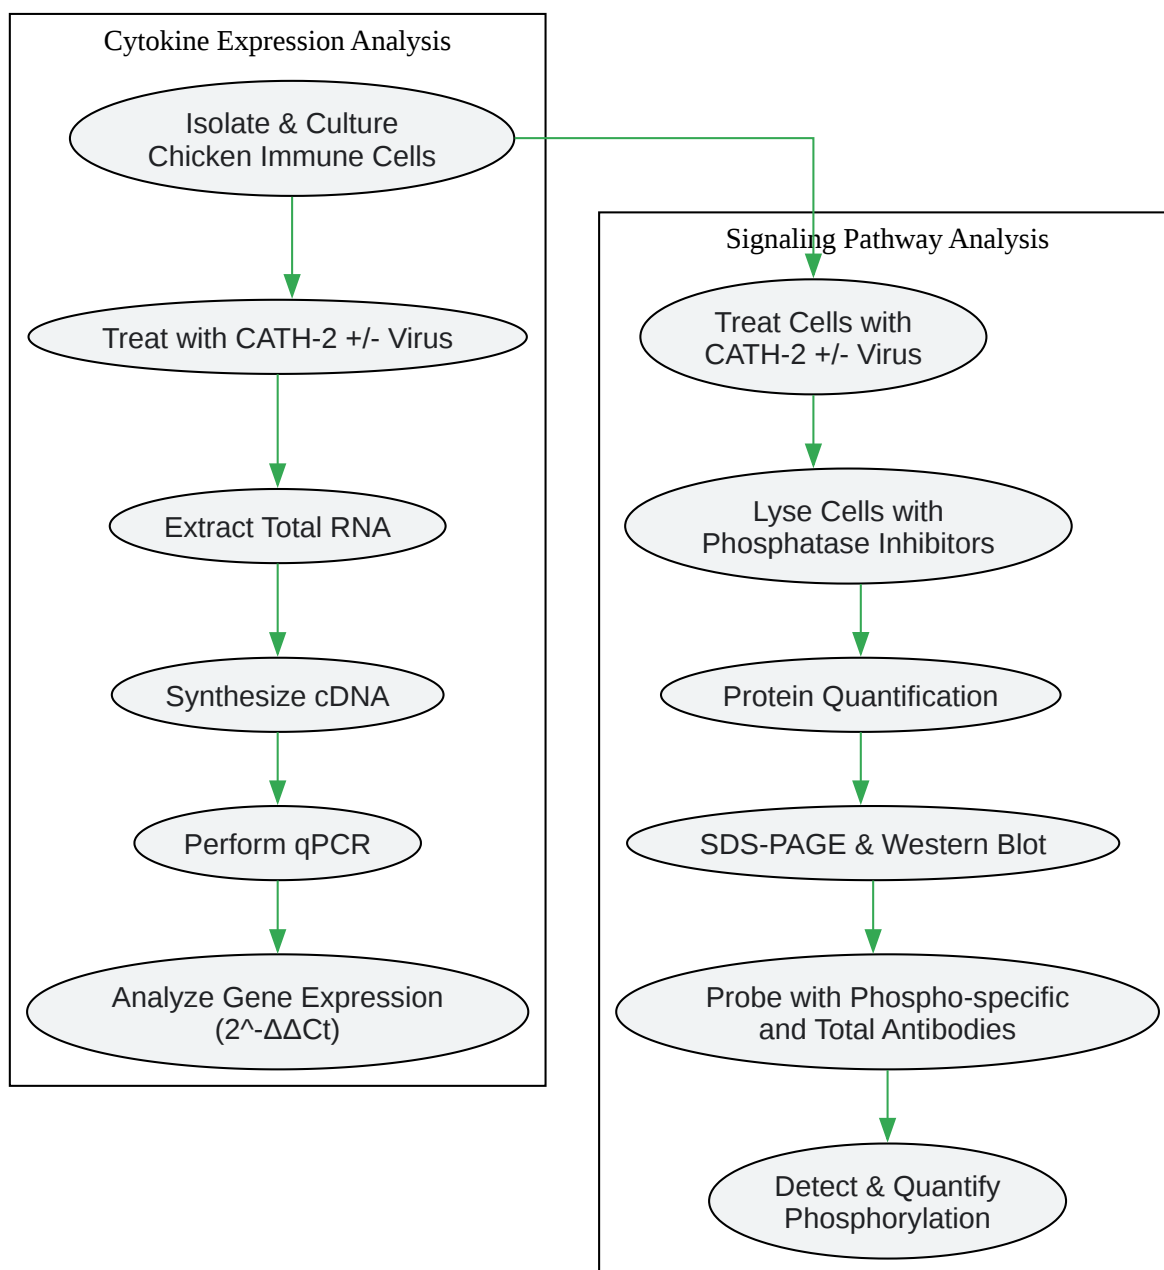 Cytokine Expression Analysis
Isolate & Culture
Chicken Immune Cells
Treat with CATH-2 +/- Virus
Extract Total RNA
Synthesize cDNA
Perform qPCR
Analyze Gene Expression
(2^-ΔΔCt)
Signaling Pathway Analysis
Treat Cells with
CATH-2 +/- Virus
Lyse Cells with
Phosphatase Inhibitors
Protein Quantification
SDS-PAGE & Western Blot
Probe with Phospho-specific
and Total Antibodies
Detect & Quantify
Phosphorylation